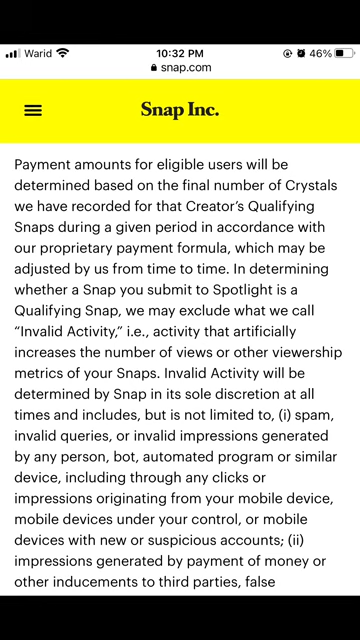 Warid
10:32 PM
46%
snap.com
Snap Inc.
Payment amounts for eligible users will be
determined based on the final number of Crystals
we have recorded for that Creator’s Qualifying
Snaps during a given period in accordance with
our proprietary payment formula, which may be
adjusted by us from time to time. In determining
whether a Snap you submit to Spotlight is a
Qualifying Snap, we may exclude what we call
“Invalid Activity,” i.e., activity that artificially
increases the number of views or other viewership
metrics of your Snaps. Invalid Activity will be
determined by Snap in its sole discretion at all
times and includes, but is not limited to, (i) spam,
invalid queries, or invalid impressions generated
by any person, bot, automated program or similar
device, including through any clicks or
impressions originating from your mobile device,
mobile devices under your control, or mobile
devices with new or suspicious accounts; (ii)
impressions generated by payment of money or
other inducements to third parties, false